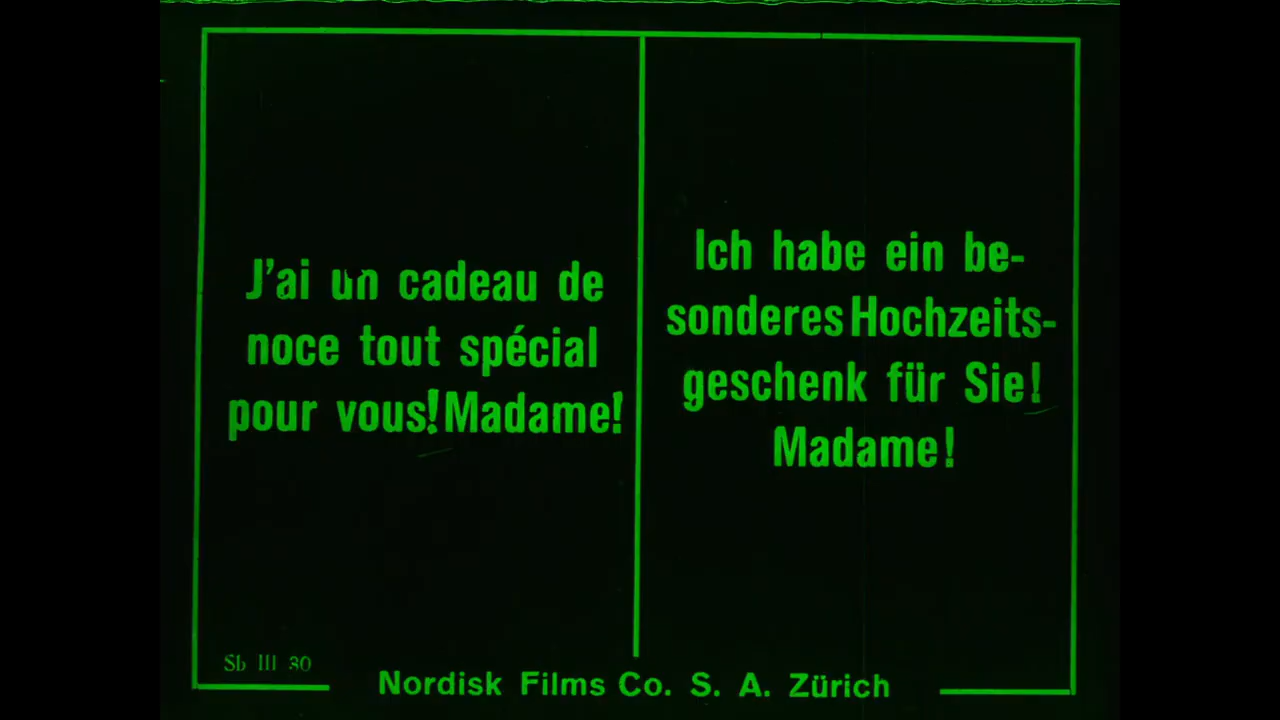 J'ai un cadeau de
noce tout spécial
pour vous! Madame!
Ich habe ein be-
sonderes Hochzeits-
geschenk für Sie!
Madame!
Sb III 30
Nordisk Films Co. S. A. Zürich